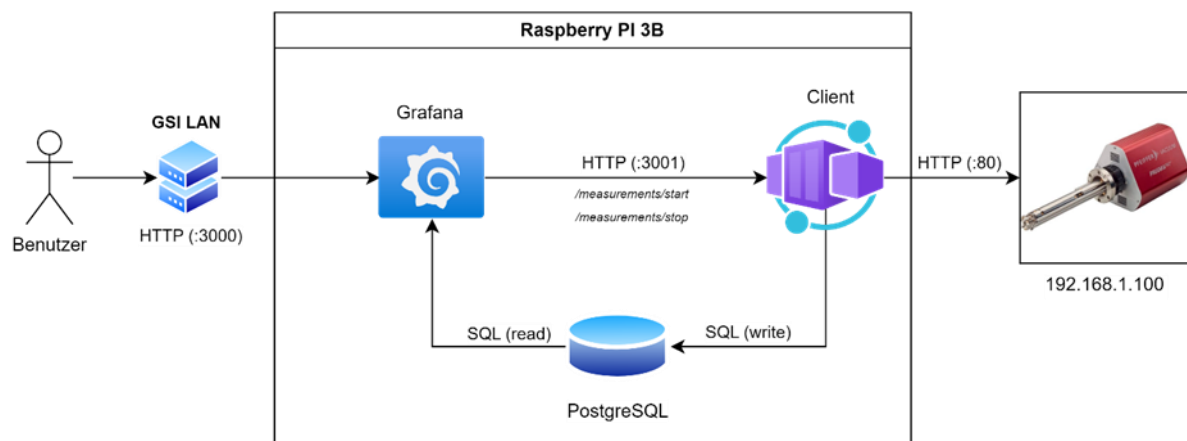 Raspberry PI 3B
Client
Grafana
GSI LAN
HTTP (:3001)
HTTP (:80)
/measurements/start
/measurements/stop
HTTP (:3000)
Benutzer
192.168.1.100
SQL (read)
SQL (write)
PostgreSQL